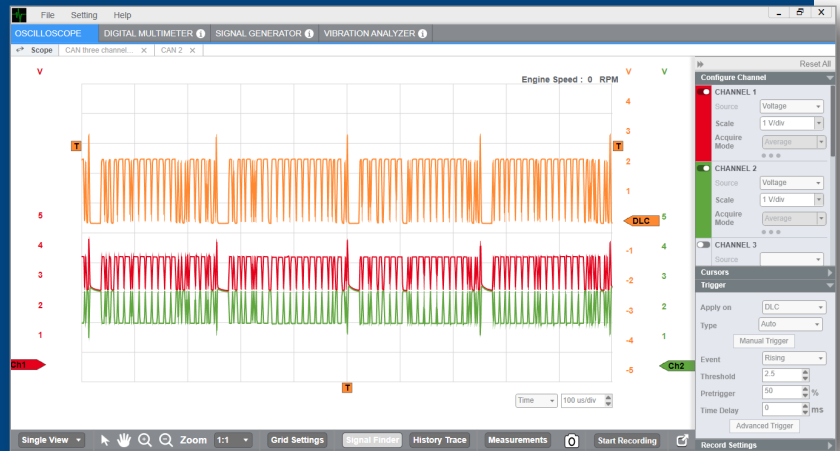 File Setting Help
OSCILLOSCOPE DIGITAL MULTIMETER SIGNAL GENERATOR VIBRATION ANALYZER
Scope CAN three channel... CAN 2
Reset All
V V V
Engine Speed : 0 RPM
Configure Channel
CHANNEL 1
Source Voltage
Scale 1 V/div
Acquire Mode Average
CHANNEL 2
Source Voltage
Scale 1 V/div
Acquire Mode Average
CHANNEL 3
Source
4
3
T T
2
1
5 DLC 5
4 -1 4
3 -2 3
2 -3 2
1 -4 1
Ch1 -5 Ch2
T
Time 100 us/div
Cursors
Trigger
Apply on DLC
Type Auto
Manual Trigger
Event Rising
Threshold 2.5
Pretrigger 50 %
Time Delay 0 ms
Advanced Trigger
Record Settings
Single View Zoom 1:1 Grid Settings Signal Finder History Trace Measurements Start Recording